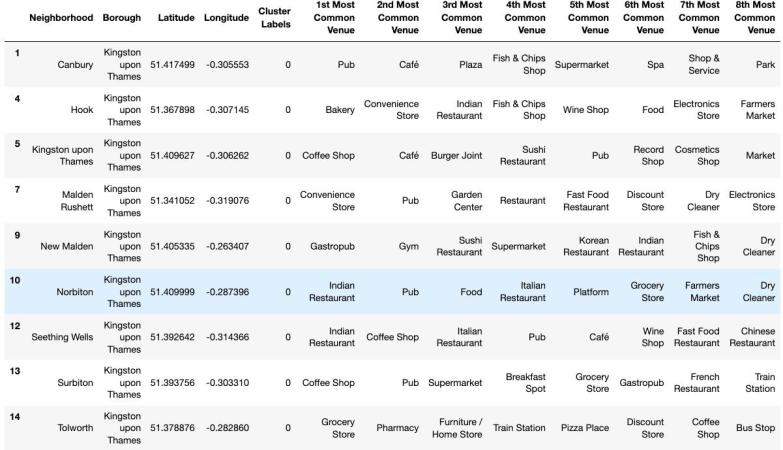 Neighborhood Borough Latitude Longitude Cluster Labels 1st Most Common Venue 2nd Most Common Venue 3rd Most Common Venue 4th Most Common Venue 5th Most Common Venue 6th Most Common Venue 7th Most Common Venue 8th Most Common Venue
1 Canbury Kingston upon Thames 51.417499 -0.305553 0 Pub Café Plaza Fish & Chips Shop Supermarket Spa Shop & Service Park
4 Hook Kingston upon Thames 51.367898 -0.307145 0 Bakery Convenience Store Indian Restaurant Fish & Chips Shop Wine Shop Food Electronics Store Farmers Market
5 Kingston upon Thames Kingston upon Thames 51.409627 -0.306262 0 Coffee Shop Café Burger Joint Sushi Restaurant Pub Record Shop Cosmetics Shop Market
7 Malden Rushett Kingston upon Thames 51.341052 -0.319076 0 Convenience Store Pub Garden Center Restaurant Fast Food Restaurant Discount Store Dry Cleaner Electronics Store
9 New Malden Kingston upon Thames 51.405335 -0.263407 0 Gastropub Gym Sushi Restaurant Supermarket Korean Restaurant Indian Restaurant Fish & Chips Shop Dry Cleaner
10 Norbiton Kingston upon Thames 51.409999 -0.287396 0 Indian Restaurant Pub Food Italian Restaurant Platform Grocery Store Farmers Market Dry Cleaner
12 Seething Wells Kingston upon Thames 51.392642 -0.314366 0 Indian Restaurant Coffee Shop Italian Restaurant Pub Café Wine Shop Fast Food Restaurant Chinese Restaurant
13 Surbiton Kingston upon Thames 51.393756 -0.303310 0 Coffee Shop Pub Supermarket Breakfast Spot Grocery Store Gastropub French Restaurant Train Station
14 Tolworth Kingston upon Thames 51.378876 -0.282860 0 Grocery Store Pharmacy Furniture / Home Store Train Station Pizza Place Discount Store Coffee Shop Bus Stop